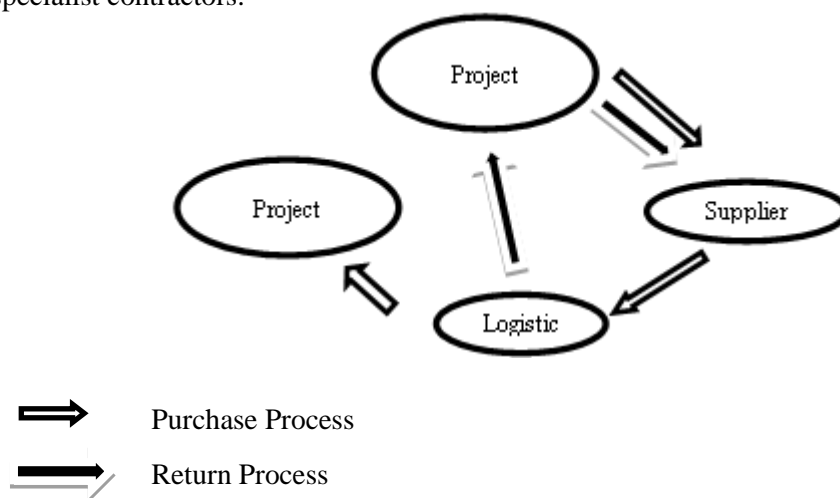 specialist contractors.
Project
Project
Supplier
Logistic
Purchase Process
Return Process